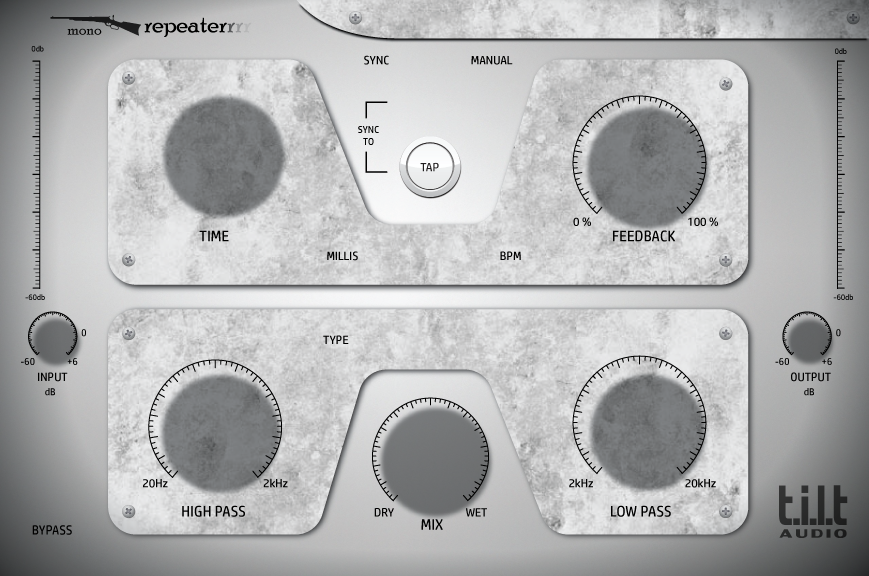 mono repeaterrrr
0db
0db
SYNC
MANUAL
SYNC
TO
TAP
0 %
100 %
TIME
FEEDBACK
MILLIS
BPM
-60db
-60db
0
-60
+6
INPUT
dB
0
-60
+6
OUTPUT
dB
TYPE
20Hz
2kHz
HIGH PASS
DRY
WET
MIX
2kHz
20kHz
LOW PASS
BYPASS
t.i.l.t
AUDIO